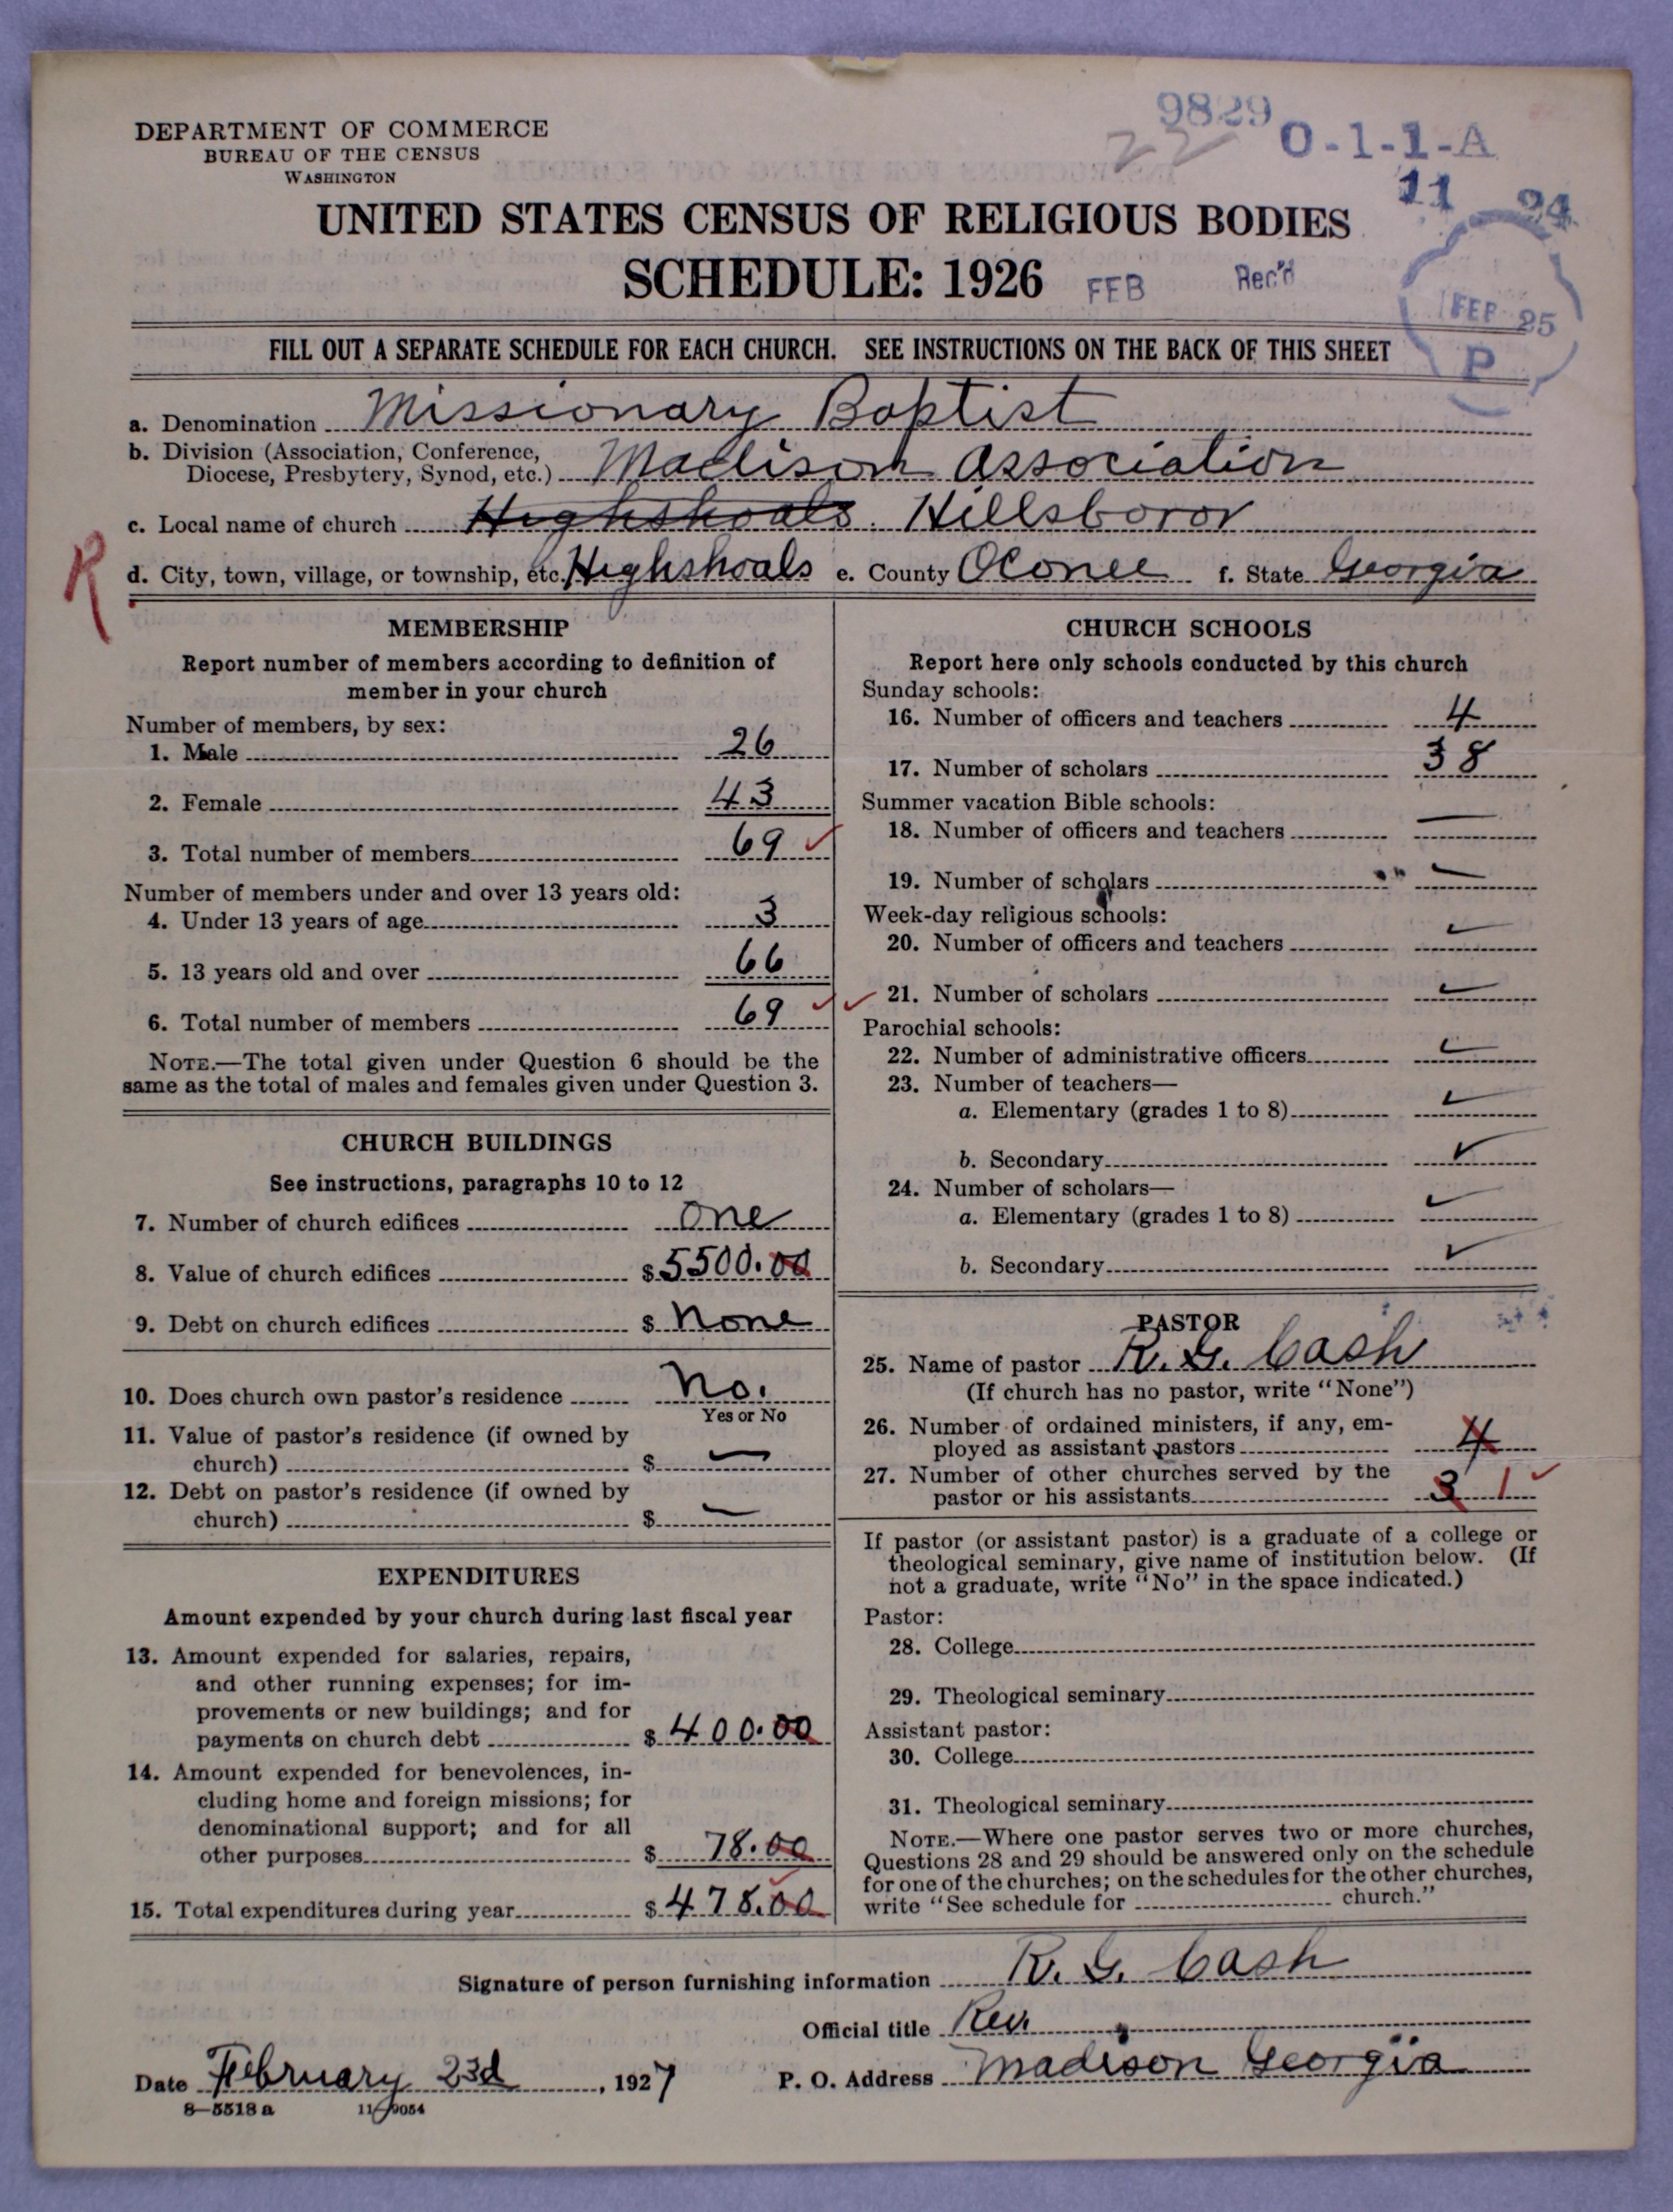 9829
22
O-1-1-A
11 24
DEPARTMENT OF COMMERCE
BUREAU OF THE CENSUS
WASHINGTON
UNITED STATES CENSUS OF RELIGIOUS BODIES
SCHEDULE: 1926 FEB Rec'd
FEB 25
P
FILL OUT A SEPARATE SCHEDULE FOR EACH CHURCH. SEE INSTRUCTIONS ON THE BACK OF THIS SHEET
a. Denomination Missionary Baptist
b. Division (Association, Conference,
Diocese, Presbytery, Synod, etc.) Madison Association
c. Local name of church Highshoals. Hillsboror
R
d. City, town, village, or township, etc. Highshoals e. County Oconee f. State Georgia
MEMBERSHIP
Report number of members according to definition of
member in your church
Number of members, by sex:
1. Male 26
2. Female 43
3. Total number of members 69 ✓
Number of members under and over 13 years old:
4. Under 13 years of age 3
5. 13 years old and over 66
6. Total number of members 69 ✓ ✓
NOTE.—The total given under Question 6 should be the
same as the total of males and females given under Question 3.
CHURCH BUILDINGS
See instructions, paragraphs 10 to 12
7. Number of church edifices one
8. Value of church edifices $ 5500.00
9. Debt on church edifices $ none
10. Does church own pastor's residence no.
Yes or No
11. Value of pastor's residence (if owned by
church) $ —
12. Debt on pastor's residence (if owned by
church) $ —
EXPENDITURES
Amount expended by your church during last fiscal year
13. Amount expended for salaries, repairs,
and other running expenses; for im-
provements or new buildings; and for
payments on church debt $ 400.00
14. Amount expended for benevolences, in-
cluding home and foreign missions; for
denominational support; and for all
other purposes $ 78.00
15. Total expenditures during year $ 478.00
CHURCH SCHOOLS
Report here only schools conducted by this church
Sunday schools:
16. Number of officers and teachers 4
17. Number of scholars 38
Summer vacation Bible schools:
18. Number of officers and teachers —
19. Number of scholars —
Week-day religious schools:
20. Number of officers and teachers ✓
21. Number of scholars ✓
Parochial schools:
22. Number of administrative officers ✓
23. Number of teachers—
a. Elementary (grades 1 to 8) ✓
b. Secondary ✓
24. Number of scholars—
a. Elementary (grades 1 to 8) ✓
b. Secondary ✓
PASTOR
25. Name of pastor R. G. Cash
(If church has no pastor, write "None")
26. Number of ordained ministers, if any, em-
ployed as assistant pastors 4
27. Number of other churches served by the
pastor or his assistants 3 1 ✓
If pastor (or assistant pastor) is a graduate of a college or
theological seminary, give name of institution below. (If
not a graduate, write "No" in the space indicated.)
Pastor:
28. College
29. Theological seminary
Assistant pastor:
30. College
31. Theological seminary
NOTE.—Where one pastor serves two or more churches,
Questions 28 and 29 should be answered only on the schedule
for one of the churches; on the schedules for the other churches,
write "See schedule for church."
Signature of person furnishing information R. G. Cash
Official title Rev.
Date February 23d, 1927 P. O. Address Madison Georgia
8—5518 a 11—9054